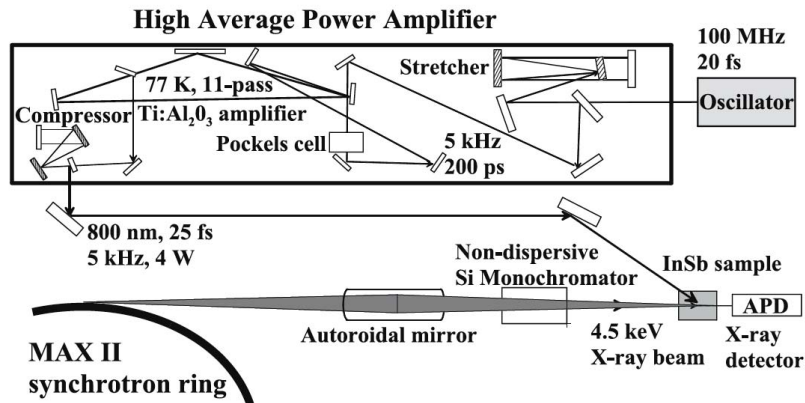 High Average Power Amplifier
100 MHz
20 fs
Stretcher
Oscillator
77 K, 11-pass
Compressor
Ti:Al₂0₃ amplifier
Pockels cell
5 kHz
200 ps
800 nm, 25 fs
5 kHz, 4 W
Non-dispersive
Si Monochromator
InSb sample
APD
Autoroidal mirror
4.5 keV
X-ray beam
X-ray
detector
MAX II
synchrotron ring